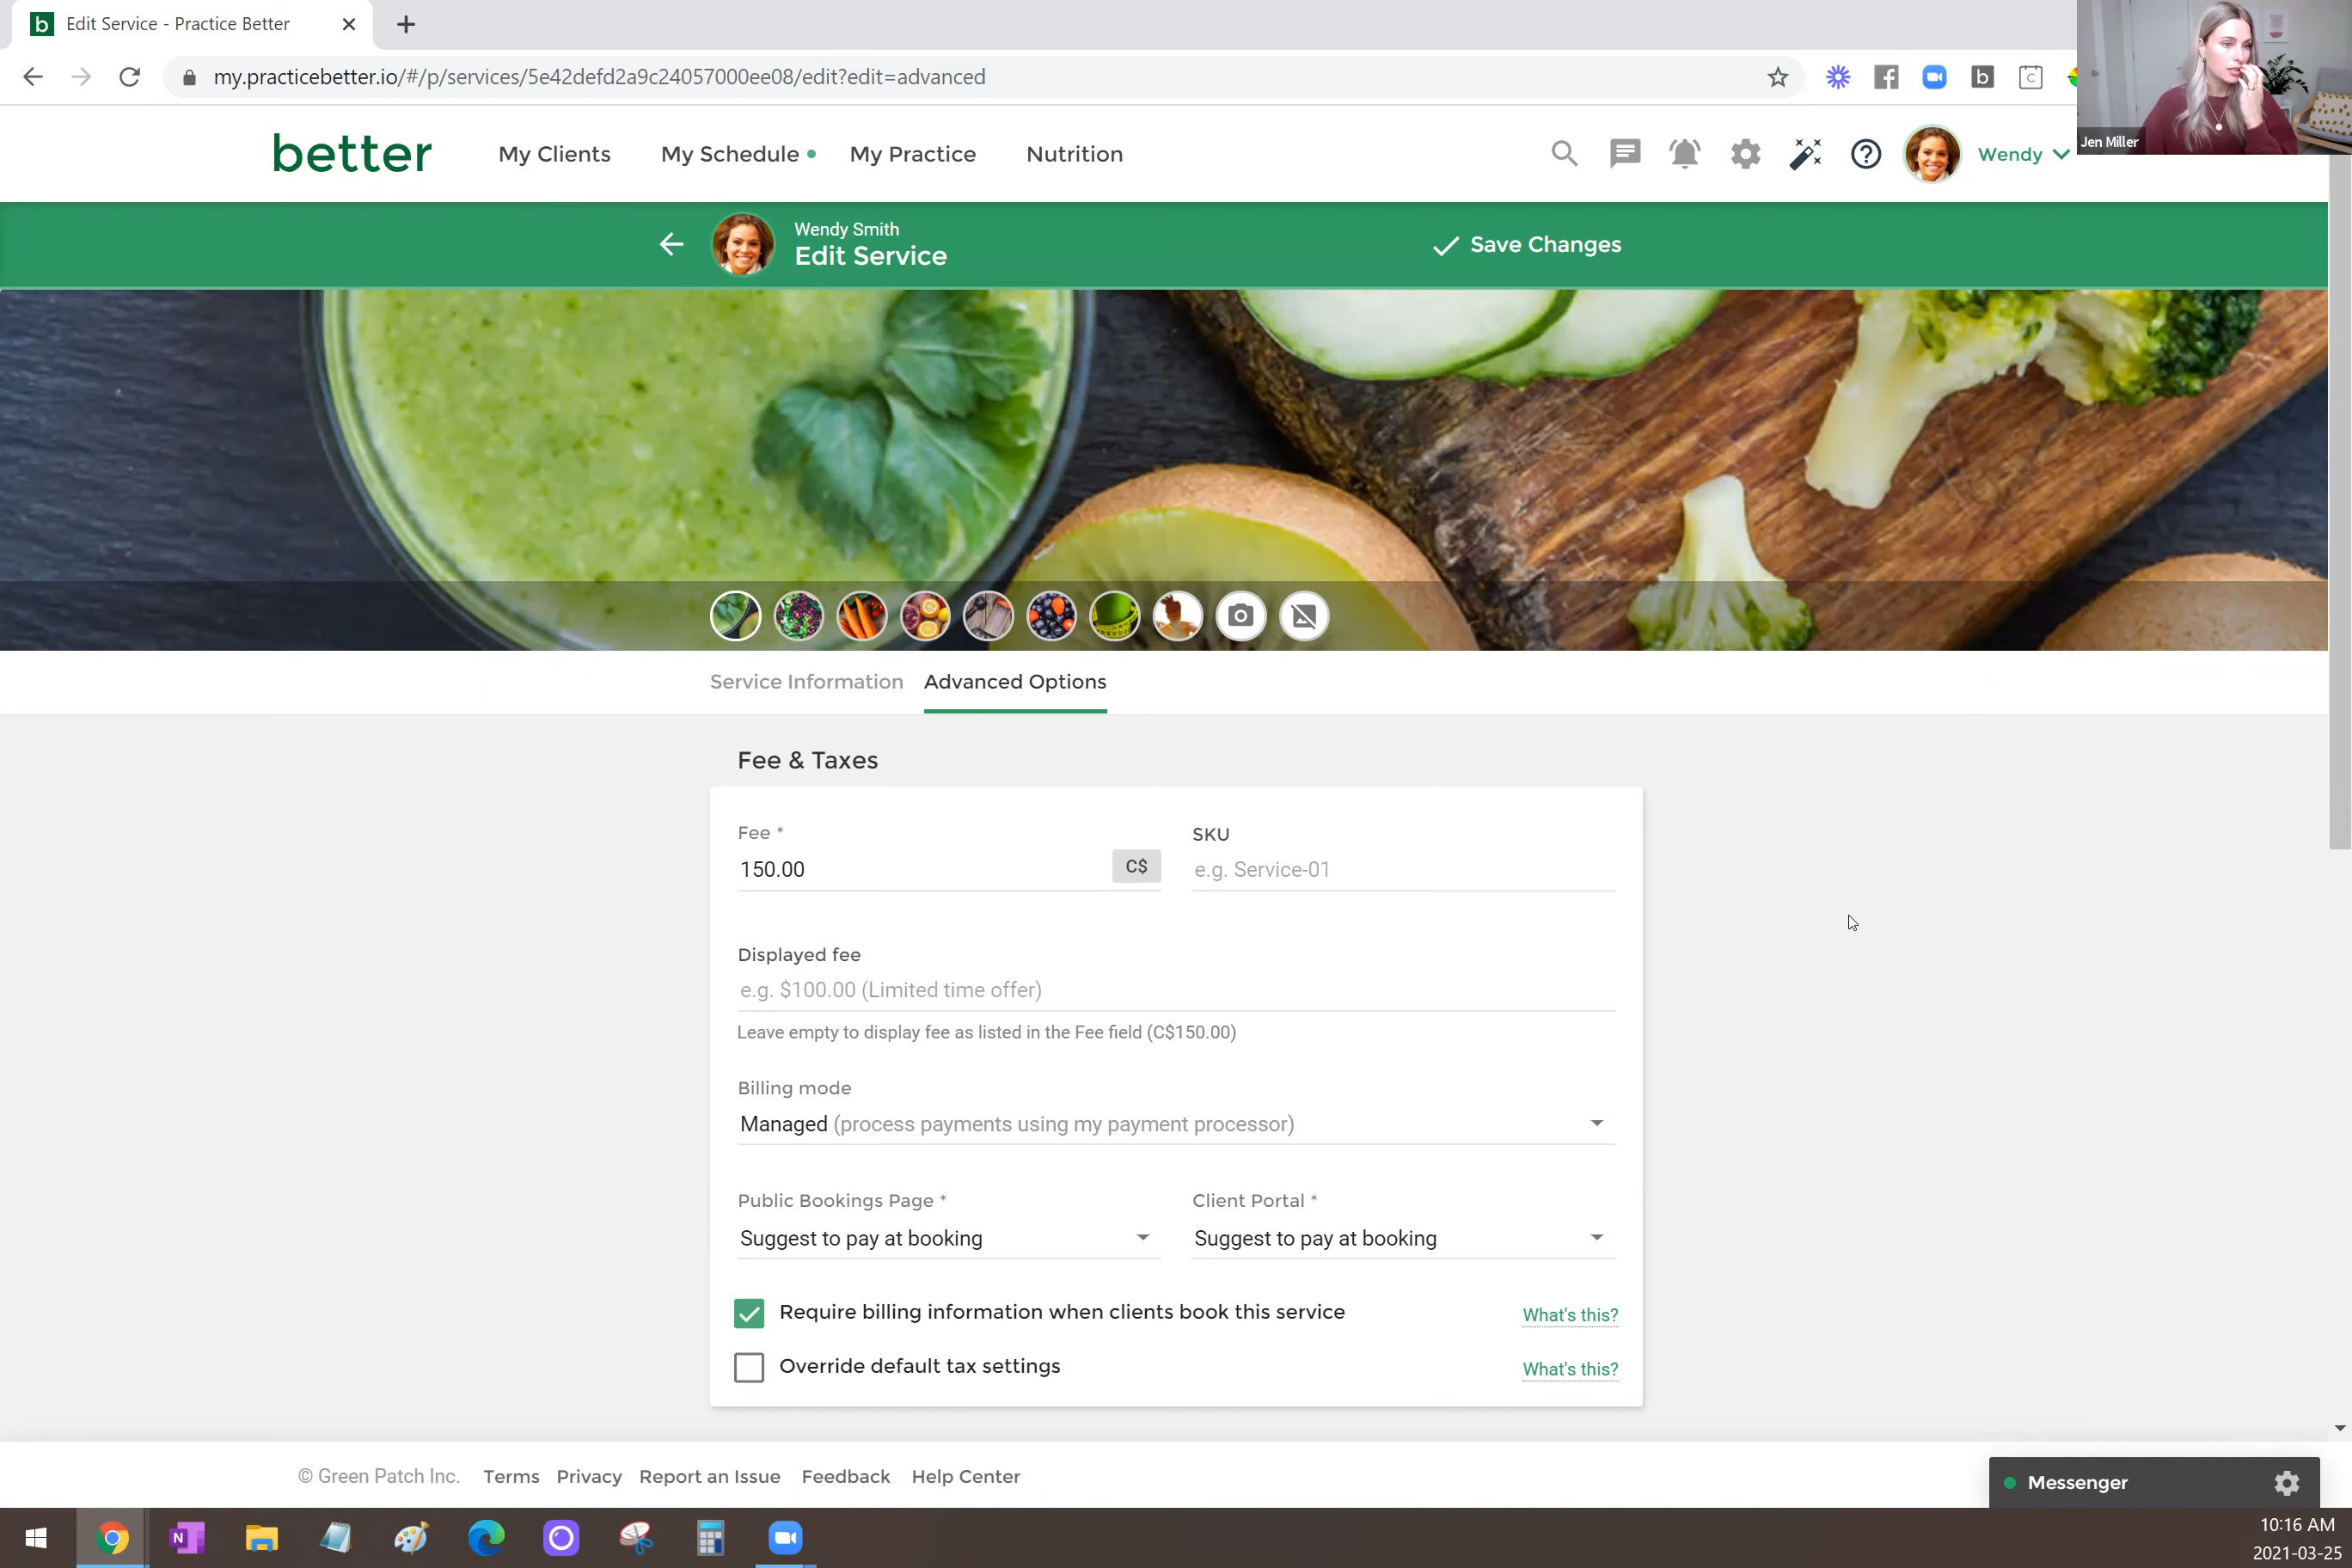 b Edit Service - Practice Better
my.practicebetter.io/#/p/services/5e42defd2a9c24057000ee08/edit?edit=advanced
Jen Miller
better My Clients My Schedule My Practice Nutrition Wendy
Wendy Smith
Edit Service
Save Changes
Service Information Advanced Options
Fee & Taxes
Fee * SKU
150.00 C$ e.g. Service-01
Displayed fee
e.g. $100.00 (Limited time offer)
Leave empty to display fee as listed in the Fee field (C$150.00)
Billing mode
Managed (process payments using my payment processor)
Public Bookings Page * Client Portal *
Suggest to pay at booking Suggest to pay at booking
Require billing information when clients book this service What's this?
Override default tax settings What's this?
© Green Patch Inc. Terms Privacy Report an Issue Feedback Help Center
Messenger
10:16 AM
2021-03-25